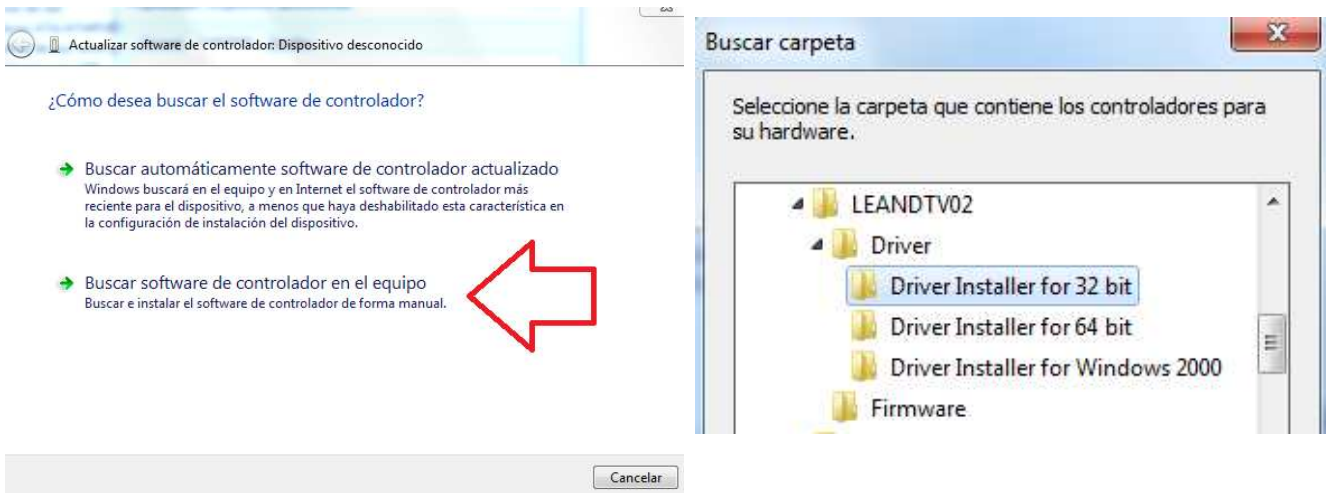 Actualizar software de controlador: Dispositivo desconocido
¿Cómo desea buscar el software de controlador?
Buscar automáticamente software de controlador actualizado
Windows buscará en el equipo y en Internet el software de controlador más
reciente para el dispositivo, a menos que haya deshabilitado esta característica en
la configuración de instalación del dispositivo.
Buscar software de controlador en el equipo
Buscar e instalar el software de controlador de forma manual.
Cancelar
Buscar carpeta
Seleccione la carpeta que contiene los controladores para
su hardware.
LEANDTV02
Driver
Driver Installer for 32 bit
Driver Installer for 64 bit
Driver Installer for Windows 2000
Firmware